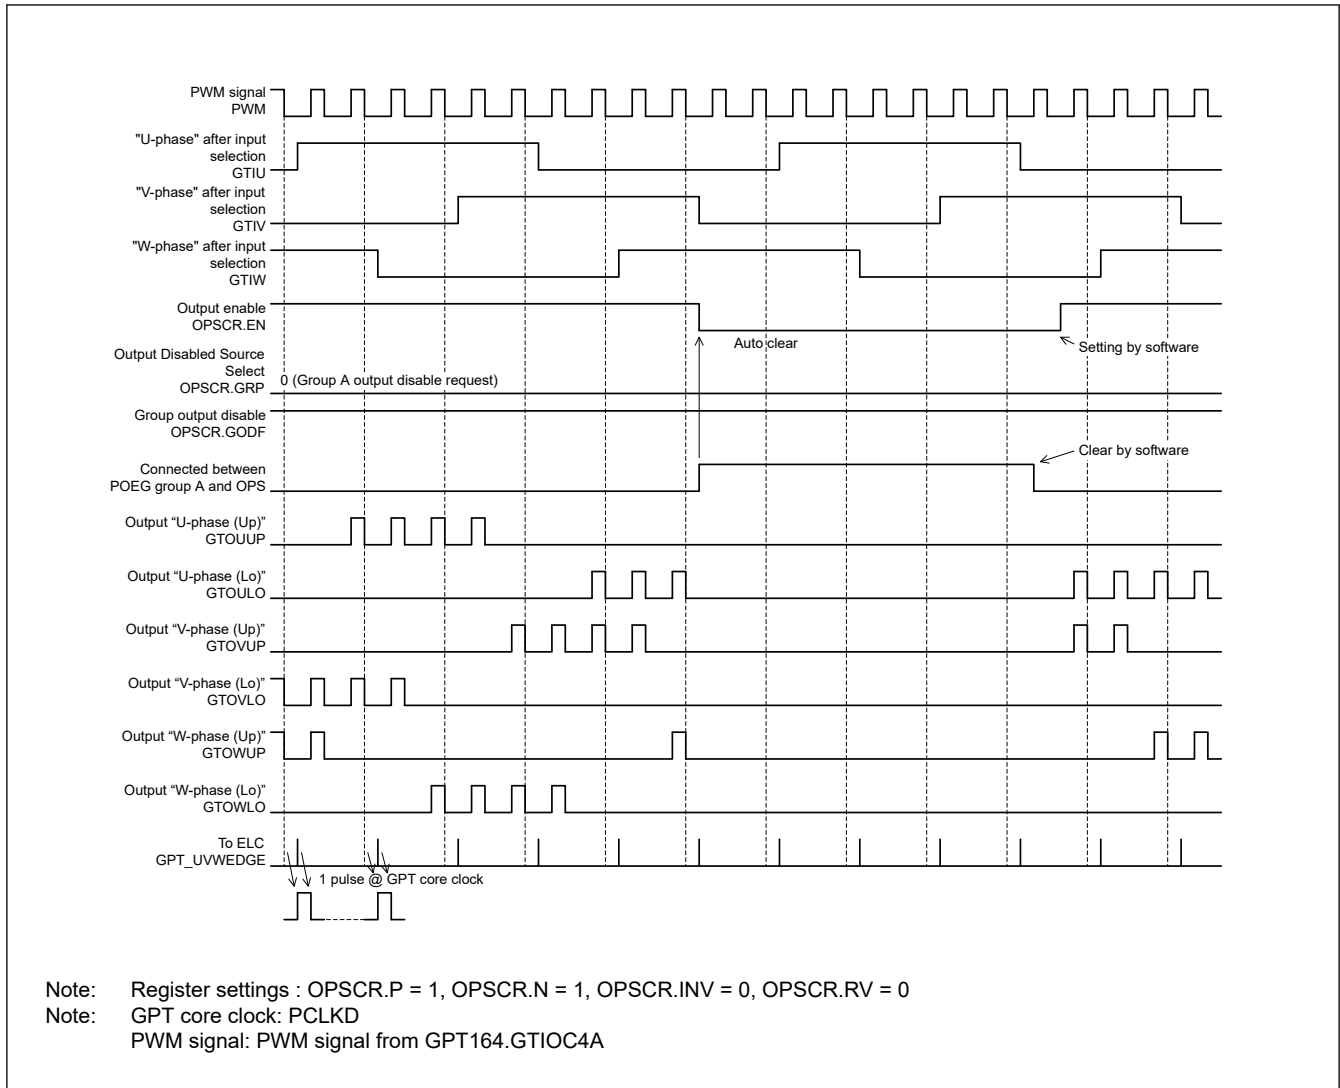 PWM signal
PWM
"U-phase" after input
selection
GTIU
"V-phase" after input
selection
GTIV
"W-phase" after input
selection
GTIW
Output enable
OPSCR.EN
Auto clear
Setting by software
Output Disabled Source
Select
OPSCR.GRP
0 (Group A output disable request)
Group output disable
OPSCR.GODF
Clear by software
Connected between
POEG group A and OPS
Output “U-phase (Up)”
GTOUUP
Output “U-phase (Lo)”
GTOULO
Output “V-phase (Up)”
GTOVUP
Output “V-phase (Lo)”
GTOVLO
Output “W-phase (Up)”
GTOWUP
Output “W-phase (Lo)”
GTOWLO
To ELC
GPT_UVWEDGE
1 pulse @ GPT core clock
Note: Register settings : OPSCR.P = 1, OPSCR.N = 1, OPSCR.INV = 0, OPSCR.RV = 0
Note: GPT core clock: PCLKD
PWM signal: PWM signal from GPT164.GTIOC4A